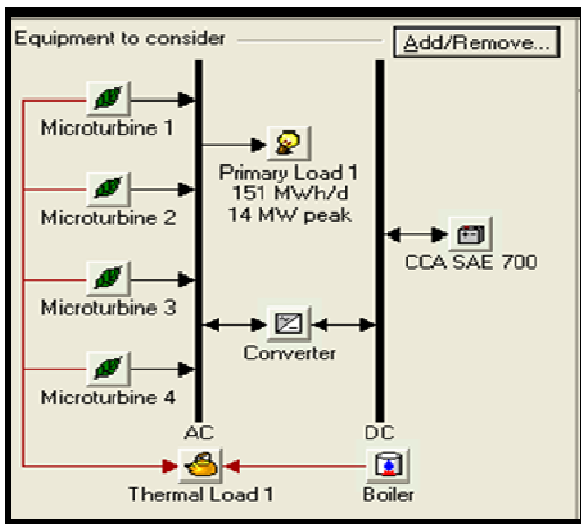 Equipment to consider
Add/Remove...
Microturbine 1
Primary Load 1
151 MWh/d
14 MW peak
Microturbine 2
CCA SAE 700
Microturbine 3
Converter
Microturbine 4
AC
DC
Thermal Load 1
Boiler